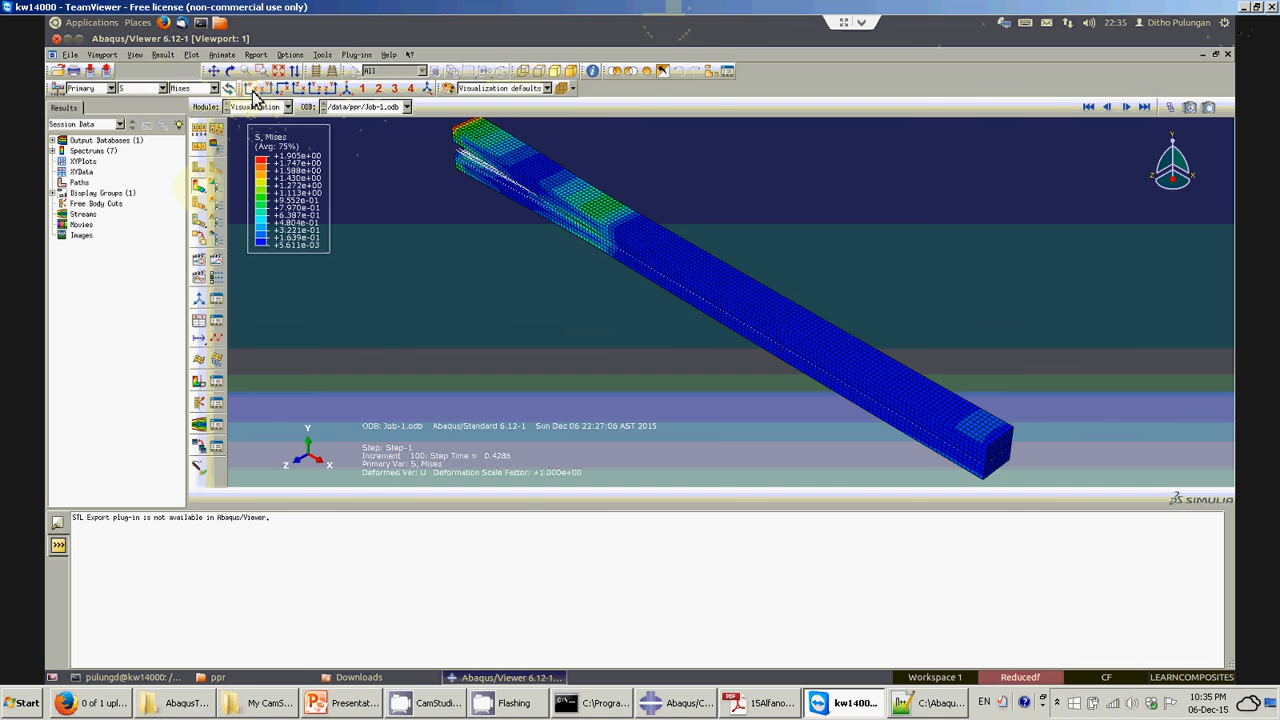 kw14000 - TeamViewer - Free license (non-commercial use only)
Applications Places 22:35 Ditho Pulungan
Abaqus/Viewer 6.12-1 [Viewport: 1]
File Viewport View Result Plot Animate Report Options Tools Plug-ins Help
All
Primary S Mises 1 2 3 4 Visualization defaults
Results Module: Visualization ODB: /data/ppr/Job-1.odb
Session Data
Output Databases (1)
Spectrums (7)
XYPlots
XYData
Paths
Display Groups (1)
Free Body Cuts
Streams
Movies
Images
S, Mises
(Avg: 75%)
+1.905e+00
+1.747e+00
+1.588e+00
+1.430e+00
+1.272e+00
+1.113e+00
+9.552e-01
+7.970e-01
+6.387e-01
+4.804e-01
+3.221e-01
+1.639e-01
+5.611e-03
Y
Z X
Y
Z X
ODB: Job-1.odb Abaqus/Standard 6.12-1 Sun Dec 06 22:27:06 AST 2015
Step: Step-1
Increment 100: Step Time = 0.4286
Primary Var: S, Mises
Deformed Var: U Deformation Scale Factor: +1.000e+00
SIMULIA
STL Export plug-in is not available in Abaqus/Viewer.
>>>
pulungd@kw14000: /... ppr Downloads Abaqus/Viewer 6.12-1... Workspace 1 Reducedf CF LEARNCOMPOSITES
Start 0 of 1 upl... AbaqusT... My CamS... Presentat... CamStudi... Flashing C:\Progra... Abaqus/C... 15Alfano... kw1400... C:\Abaqu... EN 10:35 PM
06-Dec-15